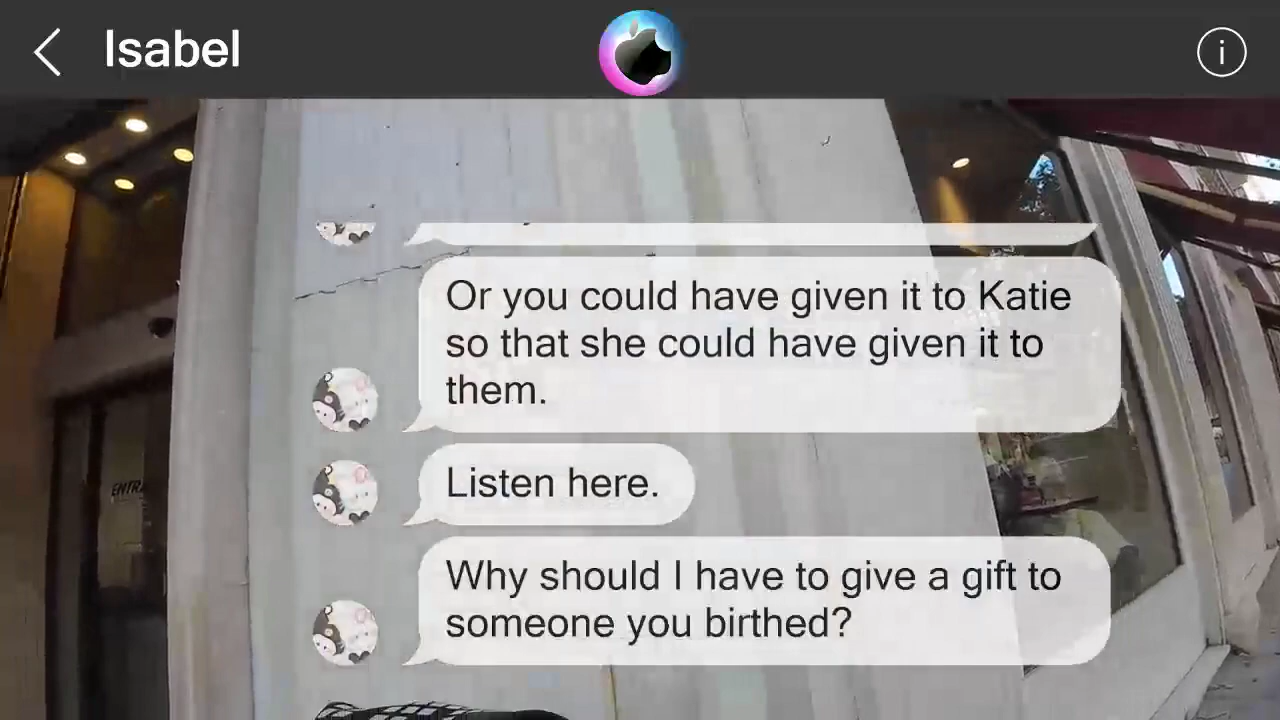 Isabel
Or you could have given it to Katie
so that she could have given it to
them.
Listen here.
Why should I have to give a gift to
someone you birthed?